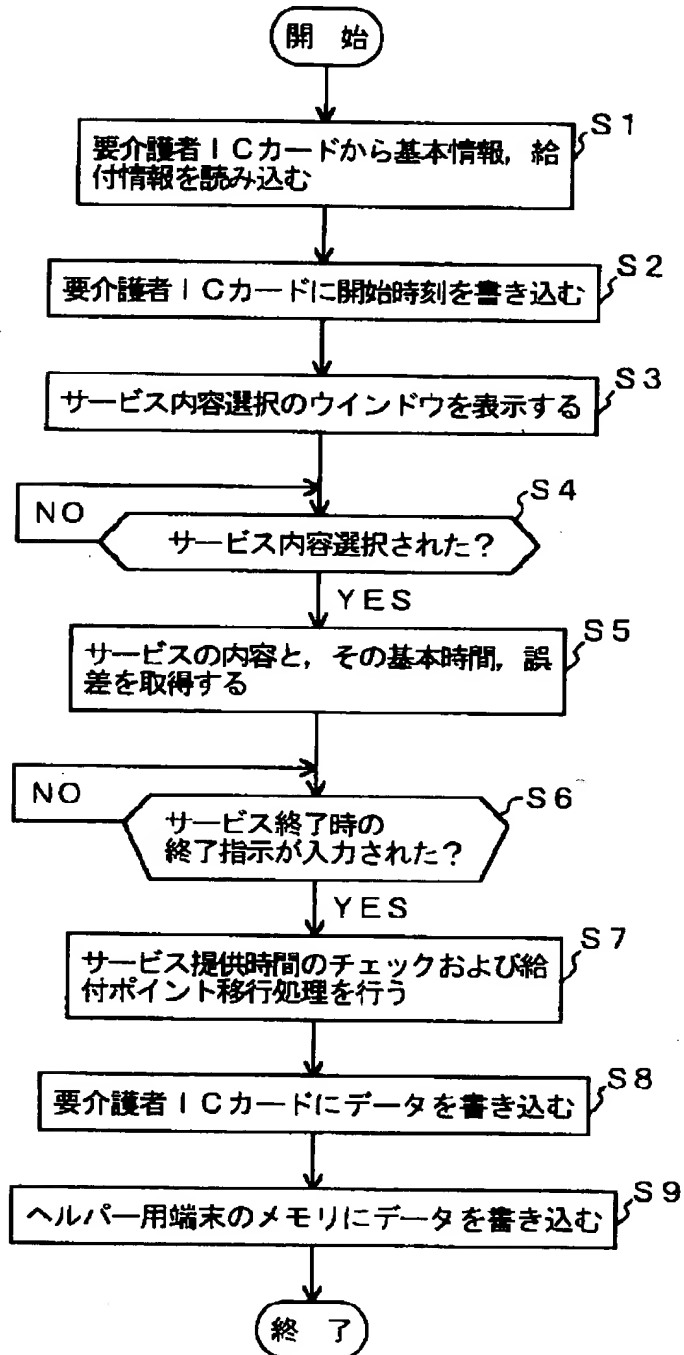 開 始
S1
要介護者ICカードから基本情報,給
付情報を読み込む
S2
要介護者ICカードに開始時刻を書き込む
S3
サービス内容選択のウインドウを表示する
S4
NO
サービス内容選択された?
YES
S5
サービスの内容と,その基本時間,誤
差を取得する
NO
S6
サービス終了時の
終了指示が入力された?
YES
S7
サービス提供時間のチェックおよび給
付ポイント移行処理を行う
S8
要介護者ICカードにデータを書き込む
S9
ヘルパー用端末のメモリにデータを書き込む
終 了